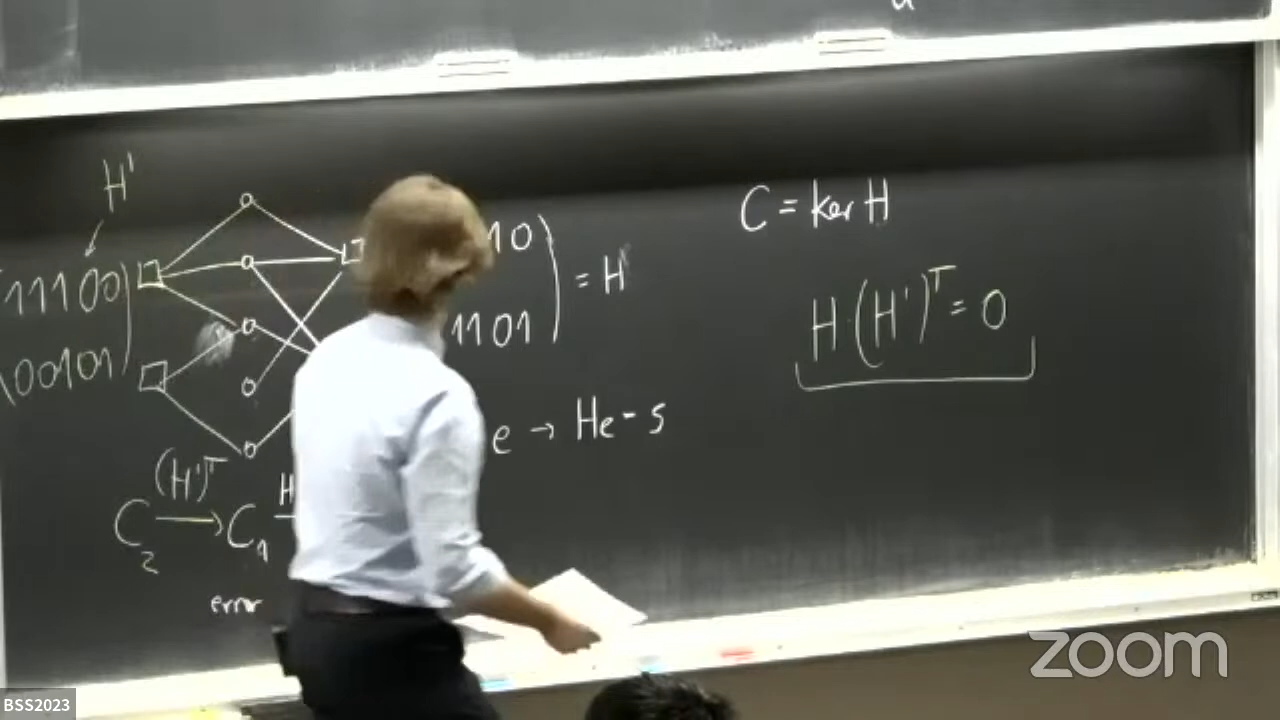 H'
11100)
00101)
10)
1101
= H
C = ker H
H·(H')ᵀ = 0
e → He = s
(H')ᵀ H
C₂ → C₁
error
zoom
BSS2023